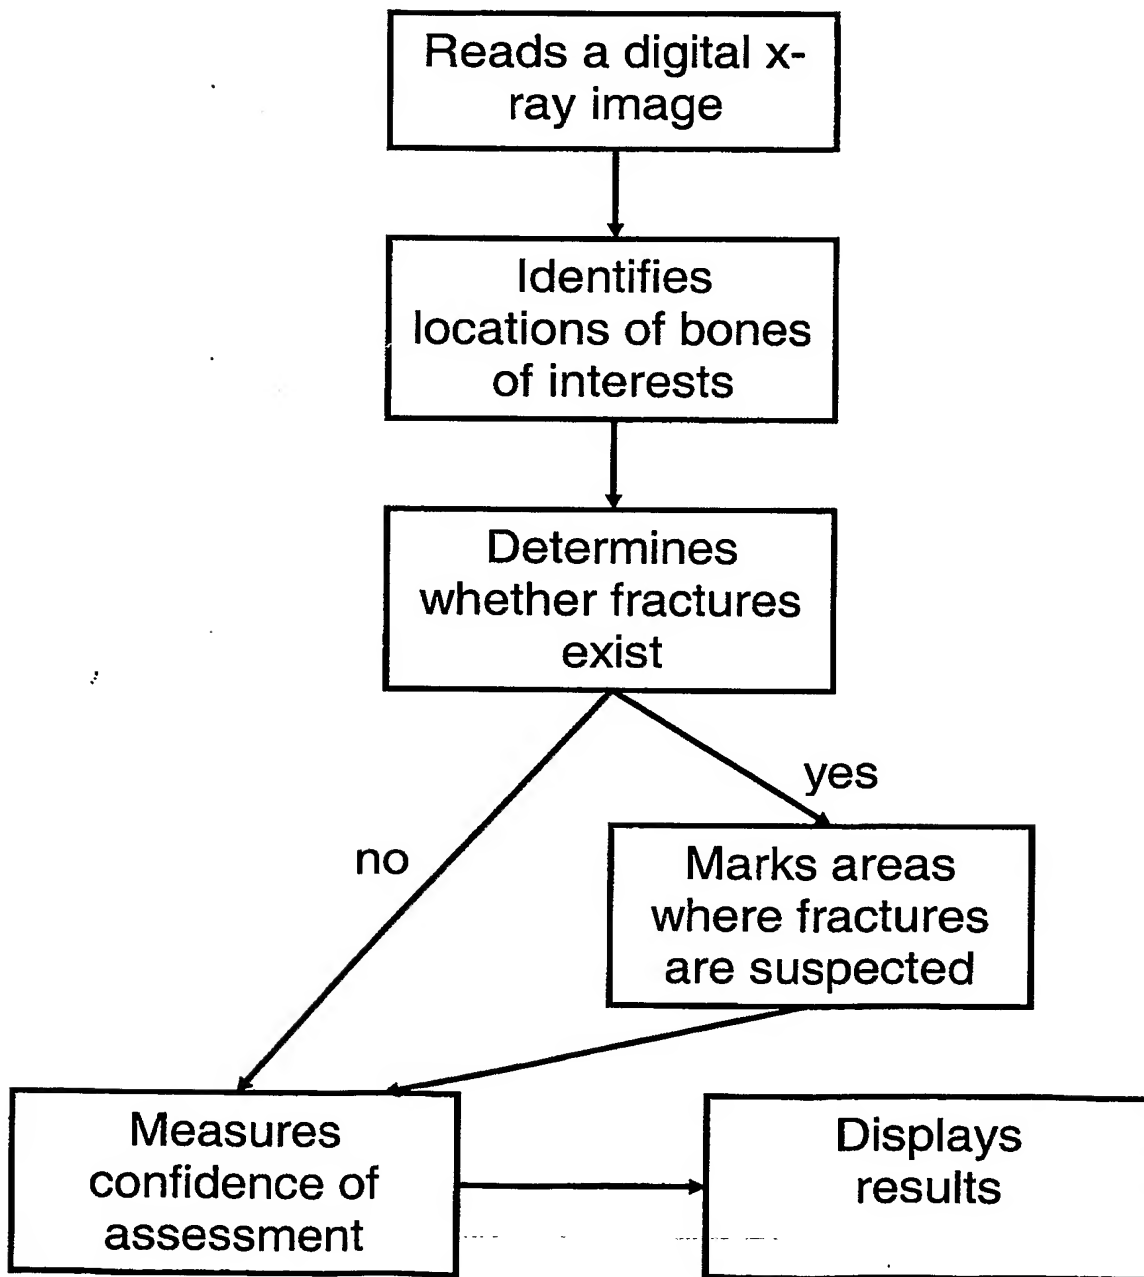 Reads a digital x-
ray image
Identifies
locations of bones
of interests
Determines
whether fractures
exist
yes
no
Marks areas
where fractures
are suspected
Measures
confidence of
assessment
Displays
results